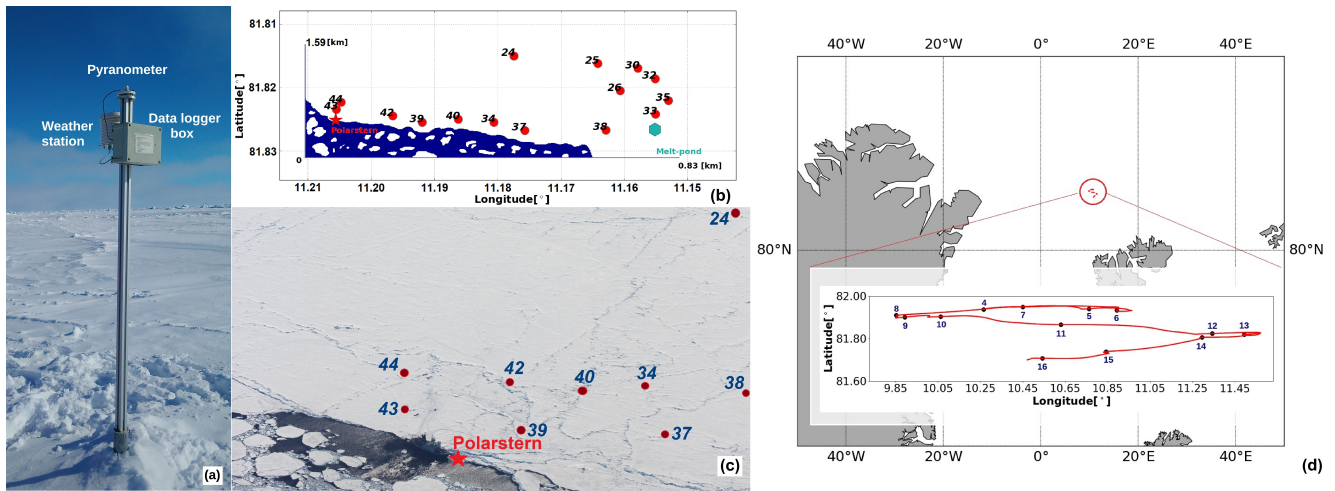 Pyranometer
Weather
station
Data logger
box
(a)
81.81
81.82
81.83
Latitude[°]
1.59 [km]
0
0.83 [km]
24
25
30
32
26
35
33
38
44
43
42
39
40
34
37
Polarstern
Melt-pond
11.21
11.20
11.19
11.18
11.17
11.16
11.15
Longitude[°]
(b)
24
44
42
40
34
38
43
39
37
Polarstern
(c)
40°W
20°W
0°
20°E
40°E
80°N
80°N
82.00
81.80
81.60
Latitude[°]
8
9
10
4
7
5
6
11
12
13
14
15
16
9.85
10.05
10.25
10.45
10.65
10.85
11.05
11.25
11.45
Longitude[°]
40°W
20°W
0°
20°E
40°E
(d)